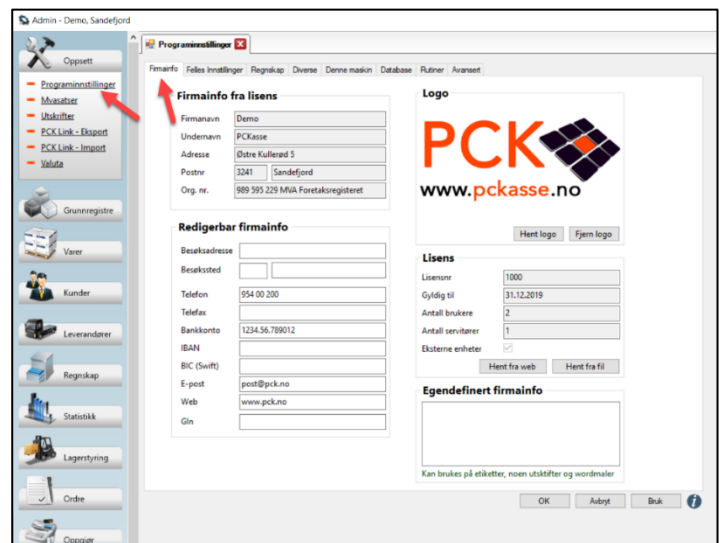 Admin - Demo, Sandefjord
Oppsett
Programinnstillinger
Mvasatser
Utskrifter
PCK Link - Eksport
PCK Link - Import
Valuta
Grunnregistre
Varer
Kunder
Leverandører
Regnskap
Statistikk
Lagerstyring
Ordre
Oppgjør
Programinnstillinger
Firmainfo Felles Innstillinger Regnskap Diverse Denne maskin Database Rutiner Avansert
Firmainfo fra lisens
Firmanavn Demo
Undernavn PCKasse
Adresse Østre Kullerød 5
Postnr 3241 Sandefjord
Org. nr. 989 595 229 MVA Foretaksregisteret
Redigerbar firmainfo
Besøksadresse
Besøkssted
Telefon 954 00 200
Telefax
Bankkonto 1234.56.789012
IBAN
BIC (Swift)
E-post post@pck.no
Web www.pck.no
Gln
Logo
PCK
www.pckasse.no
Hent logo Fjern logo
Lisens
Lisensnr 1000
Gyldig til 31.12.2019
Antall brukere 2
Antall servitører 1
Eksterne enheter
Hent fra web Hent fra fil
Egendefinert firmainfo
Kan brukes på etiketter, noen utskifter og wordmaler
OK Avbryt Bruk